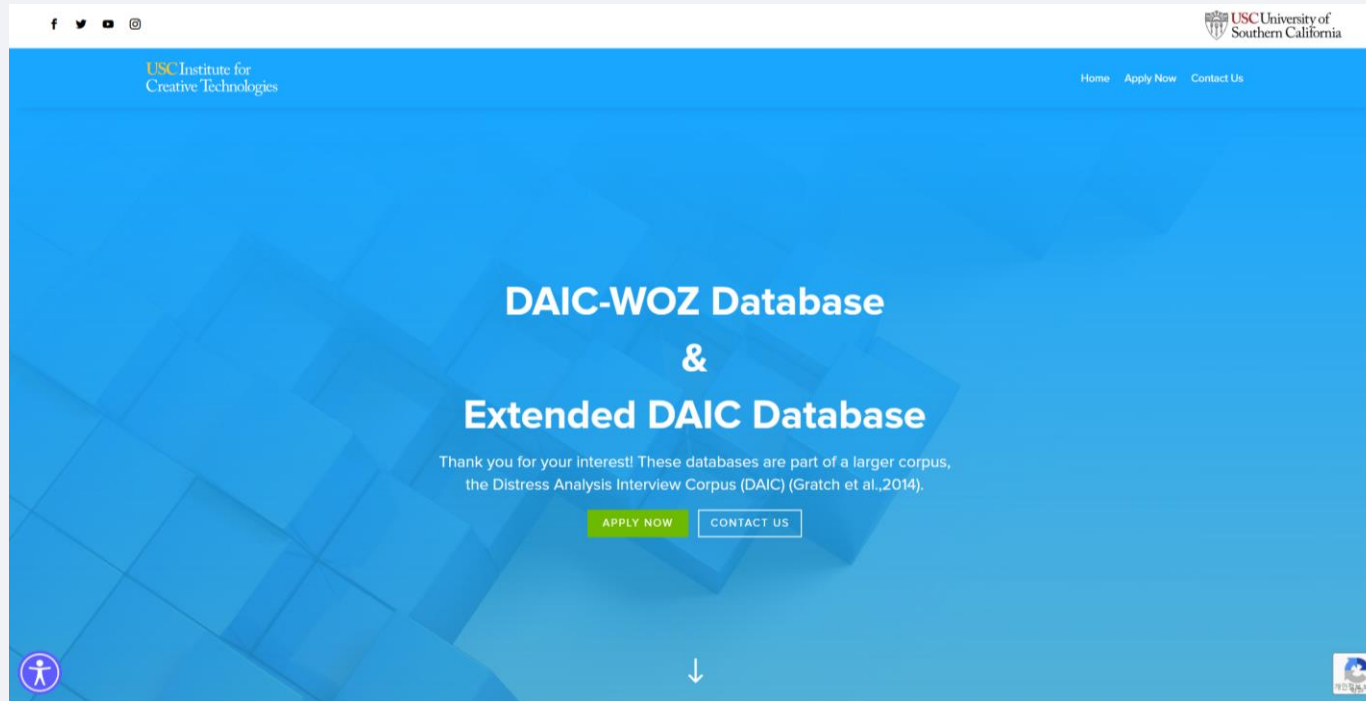 USC University of
Southern California
USC Institute for
Creative Technologies
Home Apply Now Contact Us
DAIC-WOZ Database
&
Extended DAIC Database
Thank you for your interest! These databases are part of a larger corpus,
the Distress Analysis Interview Corpus (DAIC) (Gratch et al.,2014).
APPLY NOW CONTACT US